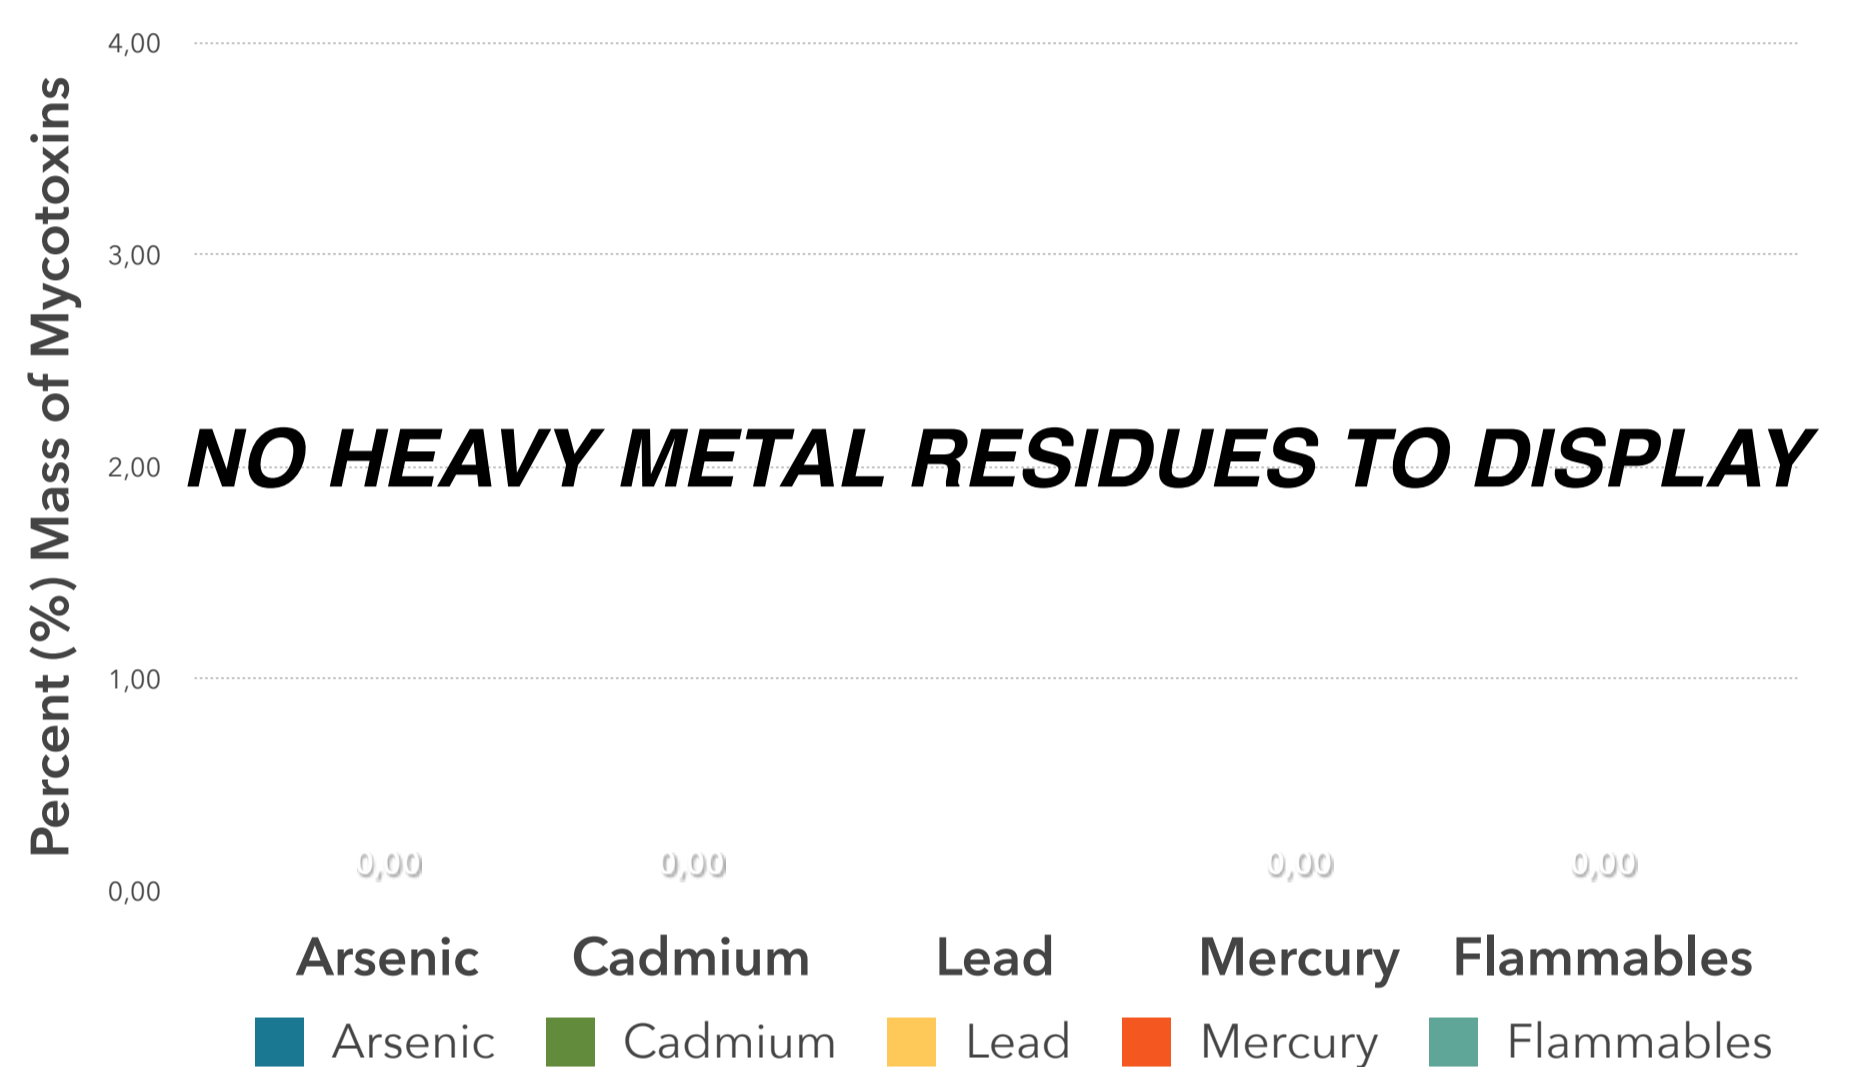 Percent (%) Mass of Mycotoxins
4,00
3,00
2,00
NO HEAVY METAL RESIDUES TO DISPLAY
1,00
0,00
0,00 0,00 0,00 0,00
Arsenic Cadmium Lead Mercury Flammables
Arsenic Cadmium Lead Mercury Flammables